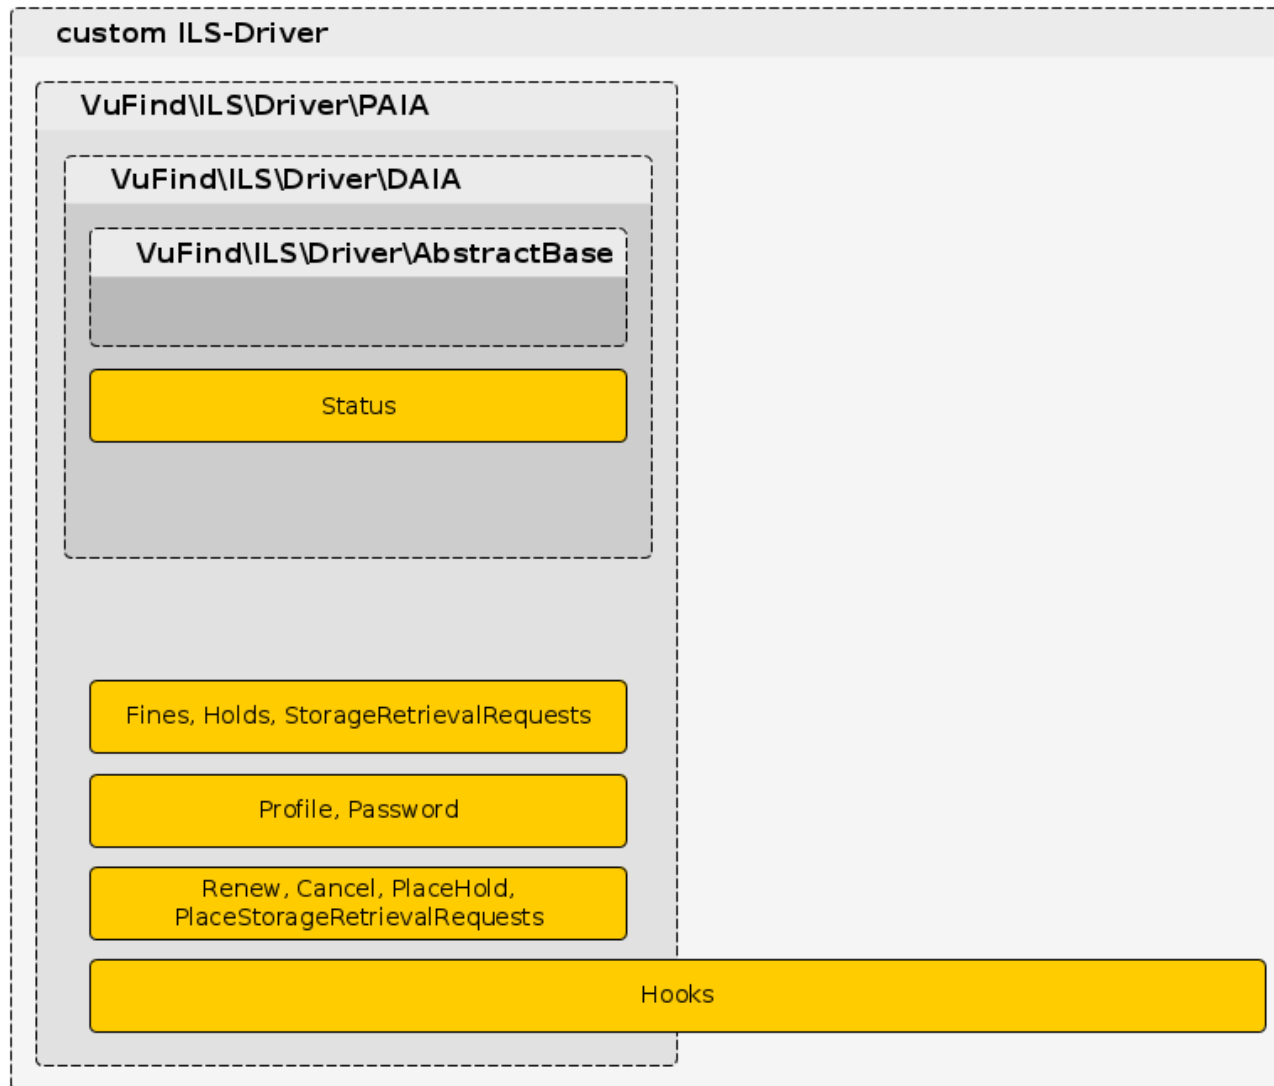 custom ILS-Driver
VuFind\ILS\Driver\PAIA
VuFind\ILS\Driver\DAIA
VuFind\ILS\Driver\AbstractBase
Status
Fines, Holds, StorageRetrievalRequests
Profile, Password
Renew, Cancel, PlaceHold,
PlaceStorageRetrievalRequests
Hooks